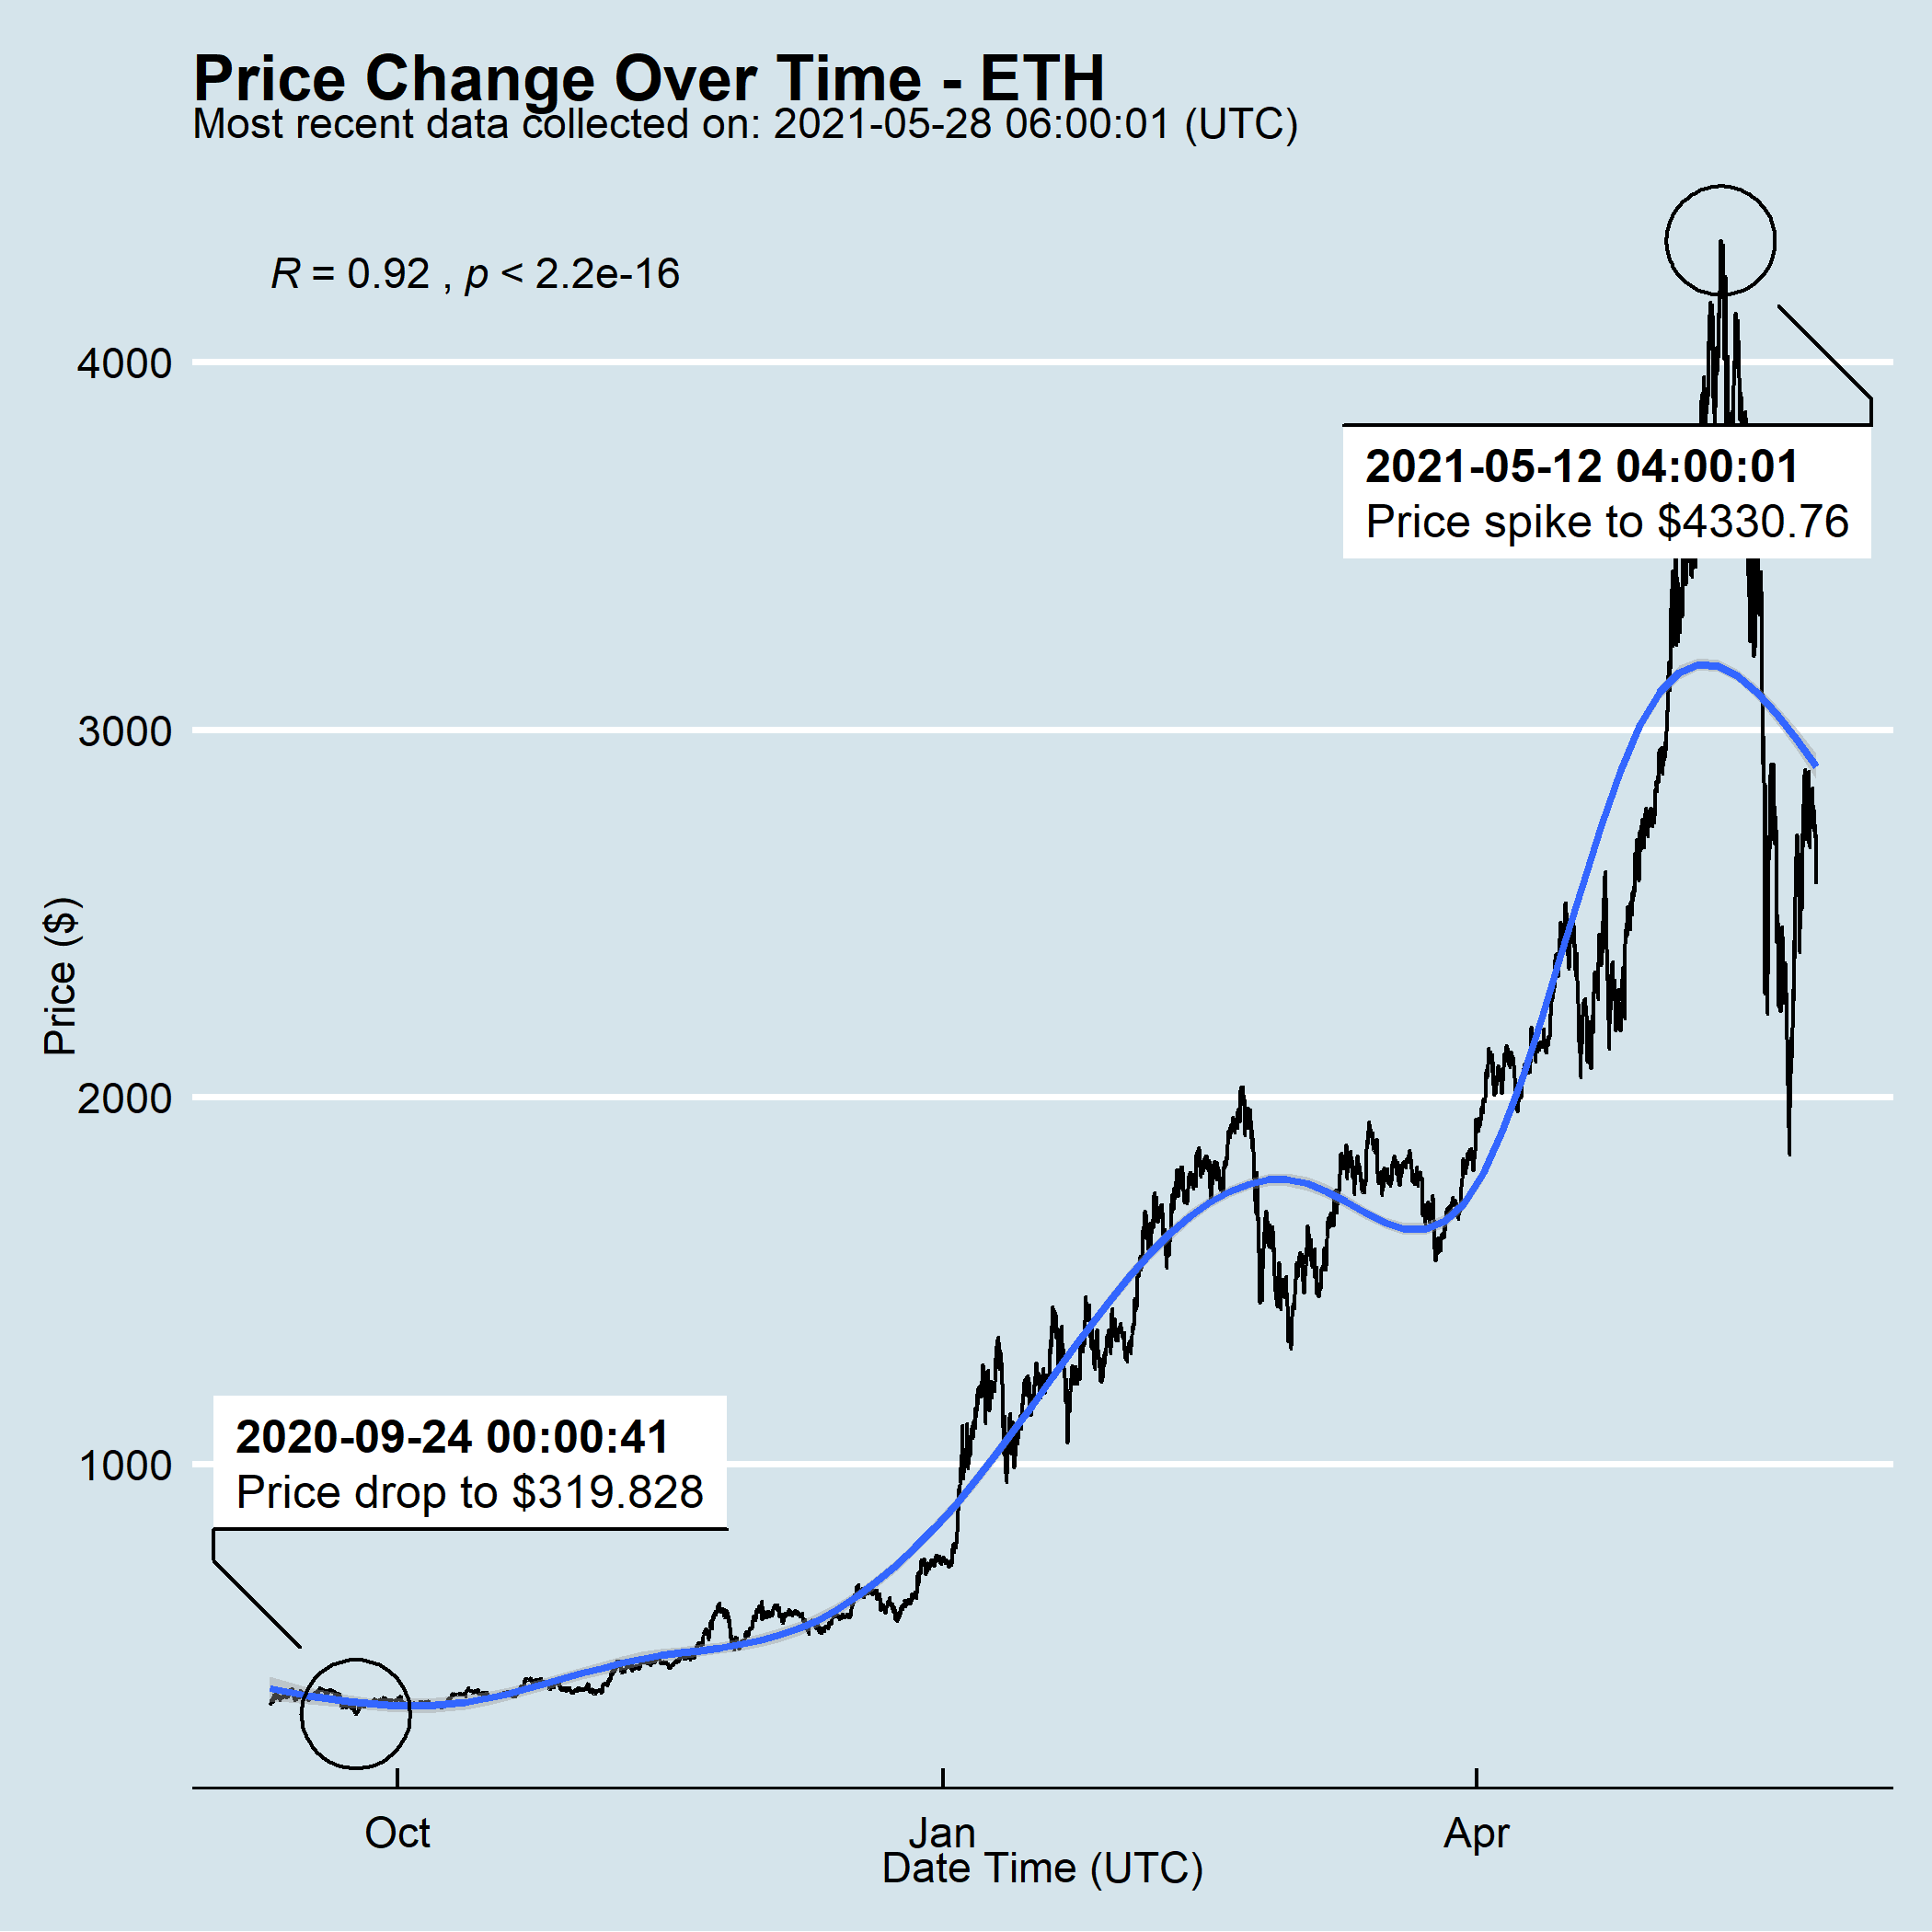 Price Change Over Time - ETH
Most recent data collected on: 2021-05-28 06:00:01 (UTC)
R = 0.92 , p < 2.2e-16
4000
2021-05-12 04:00:01
Price spike to $4330.76
3000
Price ($)
2000
1000
2020-09-24 00:00:41
Price drop to $319.828
Oct
Jan
Apr
Date Time (UTC)